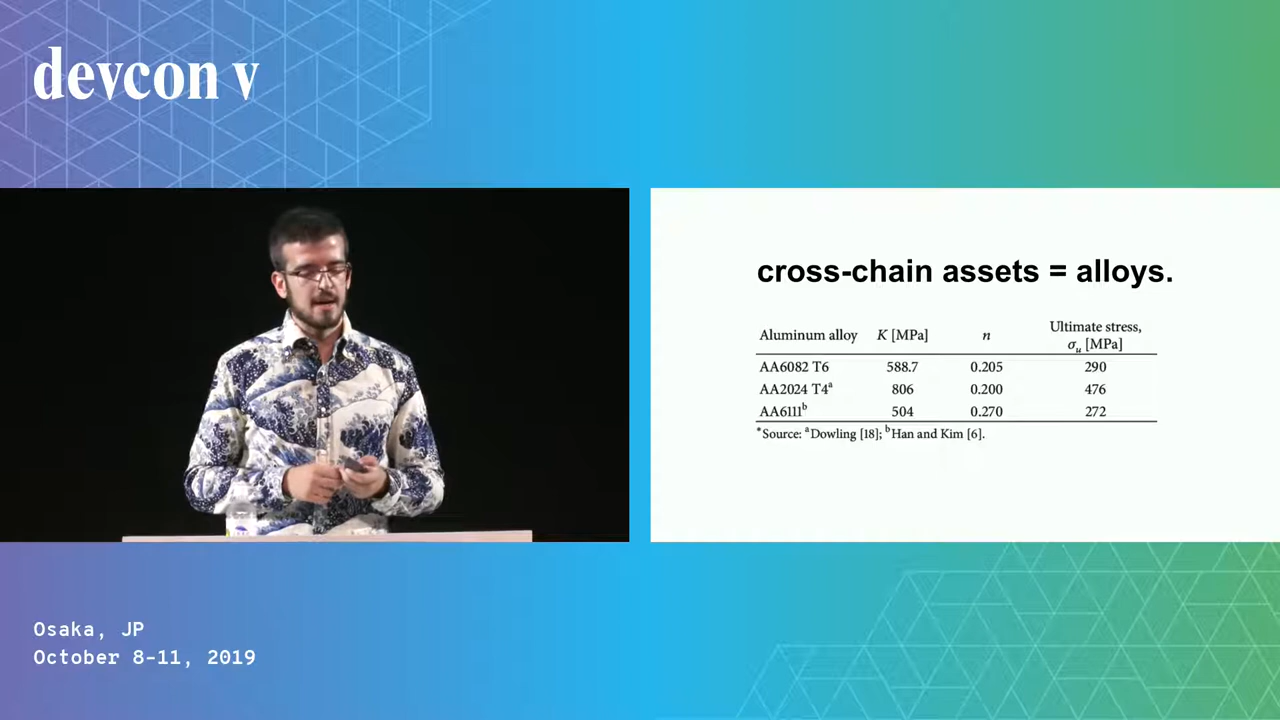 devcon v
cross-chain assets = alloys.
Aluminum alloy K [MPa] n Ultimate stress, σu [MPa]
AA6082 T6 588.7 0.205 290
AA2024 T4a 806 0.200 476
AA6111b 504 0.270 272
*Source: aDowling [18]; bHan and Kim [6].
Osaka, JP
October 8-11, 2019